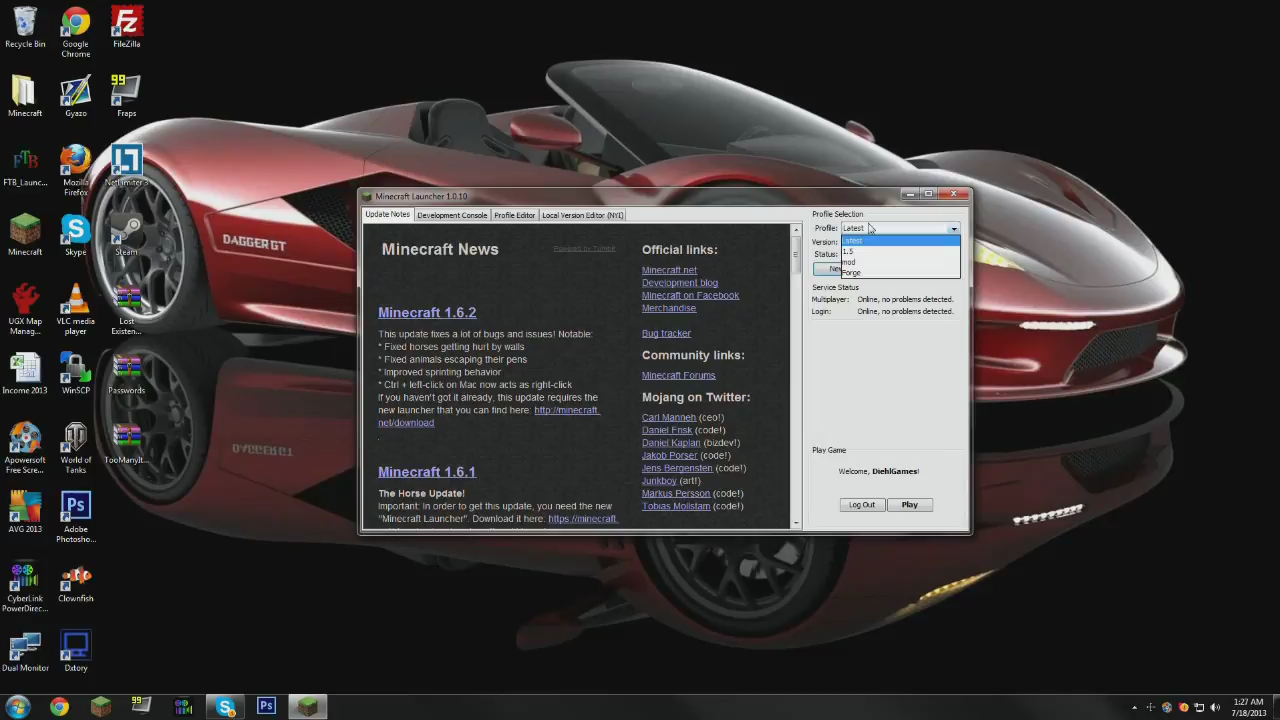 Recycle Bin
Google
Chrome
FileZilla
Minecraft
Gyazo
99
Fraps
FTB
FTB_Launc...
Mozilla
Firefox
NetLimiter 3
Minecraft
Skype
Steam
UGX Map
Manag...
VLC media
player
Lost
Existen...
Income 2013
WinSCP
Passwords
Apowersoft
Free Scre...
World of
Tanks
TooManyIt...
AVG 2013
Ps
Adobe
Photosho...
CyberLink
PowerDirec...
Clownfish
Dual Monitor
Dxtory
DAGGER GT
Minecraft Launcher 1.0.10
Update Notes
Development Console
Profile Editor
Local Version Editor (NYI)
Minecraft News
Powered by Tumblr
Minecraft 1.6.2
This update fixes a lot of bugs and issues! Notable:
* Fixed horses getting hurt by walls
* Fixed animals escaping their pens
* Improved sprinting behavior
* Ctrl + left-click on Mac now acts as right-click
if you haven't got it already, this update requires the
new launcher that you can find here: http://minecraft.
net/download
.
Minecraft 1.6.1
The Horse Update!
Important: In order to get this update, you need the new
"Minecraft Launcher". Download it here: https://minecraft.
Official links:
Minecraft.net
Development blog
Minecraft on Facebook
Merchandise
Bug tracker
Community links:
Minecraft Forums
Mojang on Twitter:
Carl Manneh (ceo!)
Daniel Frisk (code!)
Daniel Kaplan (bizdev!)
Jakob Porser (code!)
Jens Bergensten (code!)
Junkboy (art!)
Markus Persson (code!)
Tobias Mollstam (code!)
Profile Selection
Profile: Latest
Version:
Status:
Latest
1.5
mod
Forge
Service Status
Multiplayer: Online, no problems detected.
Login: Online, no problems detected.
Play Game
Welcome, DiehlGames!
Log Out
Play
99
Ps
1:27 AM
7/18/2013